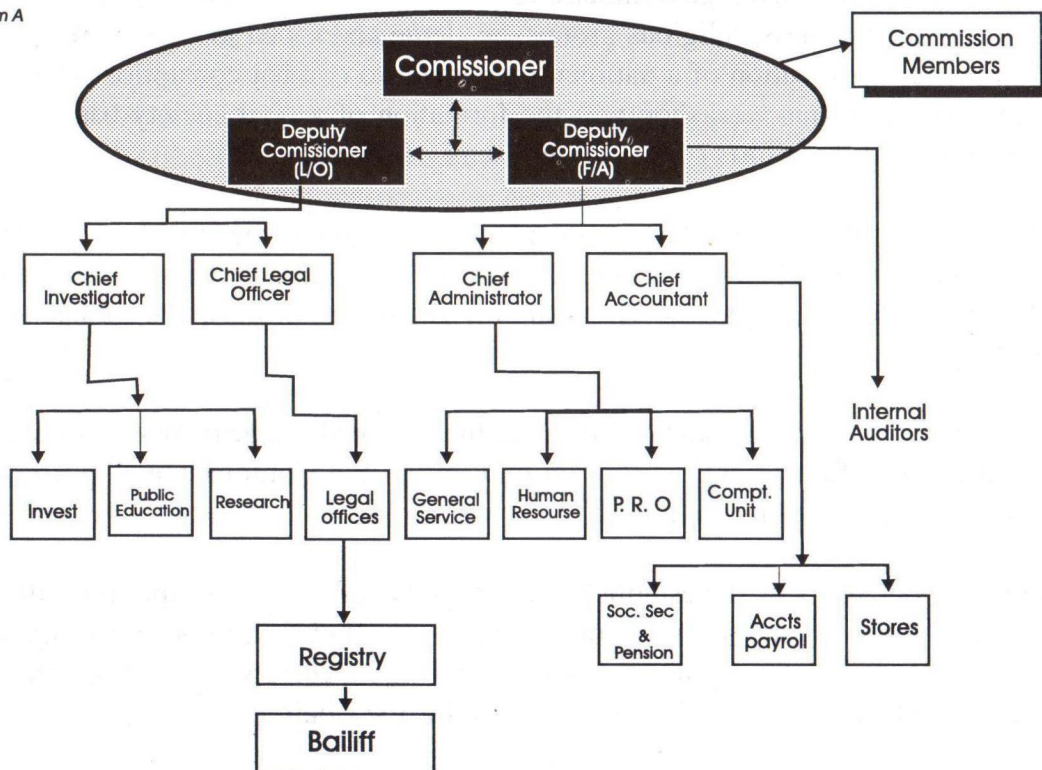 n A
Commission
Members
Comissioner
Deputy
Comissioner
(L/O)
Deputy
Comissioner
(F/A)
Chief
Investigator
Chief Legal
Officer
Chief
Administrator
Chief
Accountant
Internal
Auditors
Invest
Public
Education
Research
Legal
offices
General
Service
Human
Resourse
P. R. O
Compt.
Unit
Soc. Sec
&
Pension
Accts
payroll
Stores
Registry
Bailiff